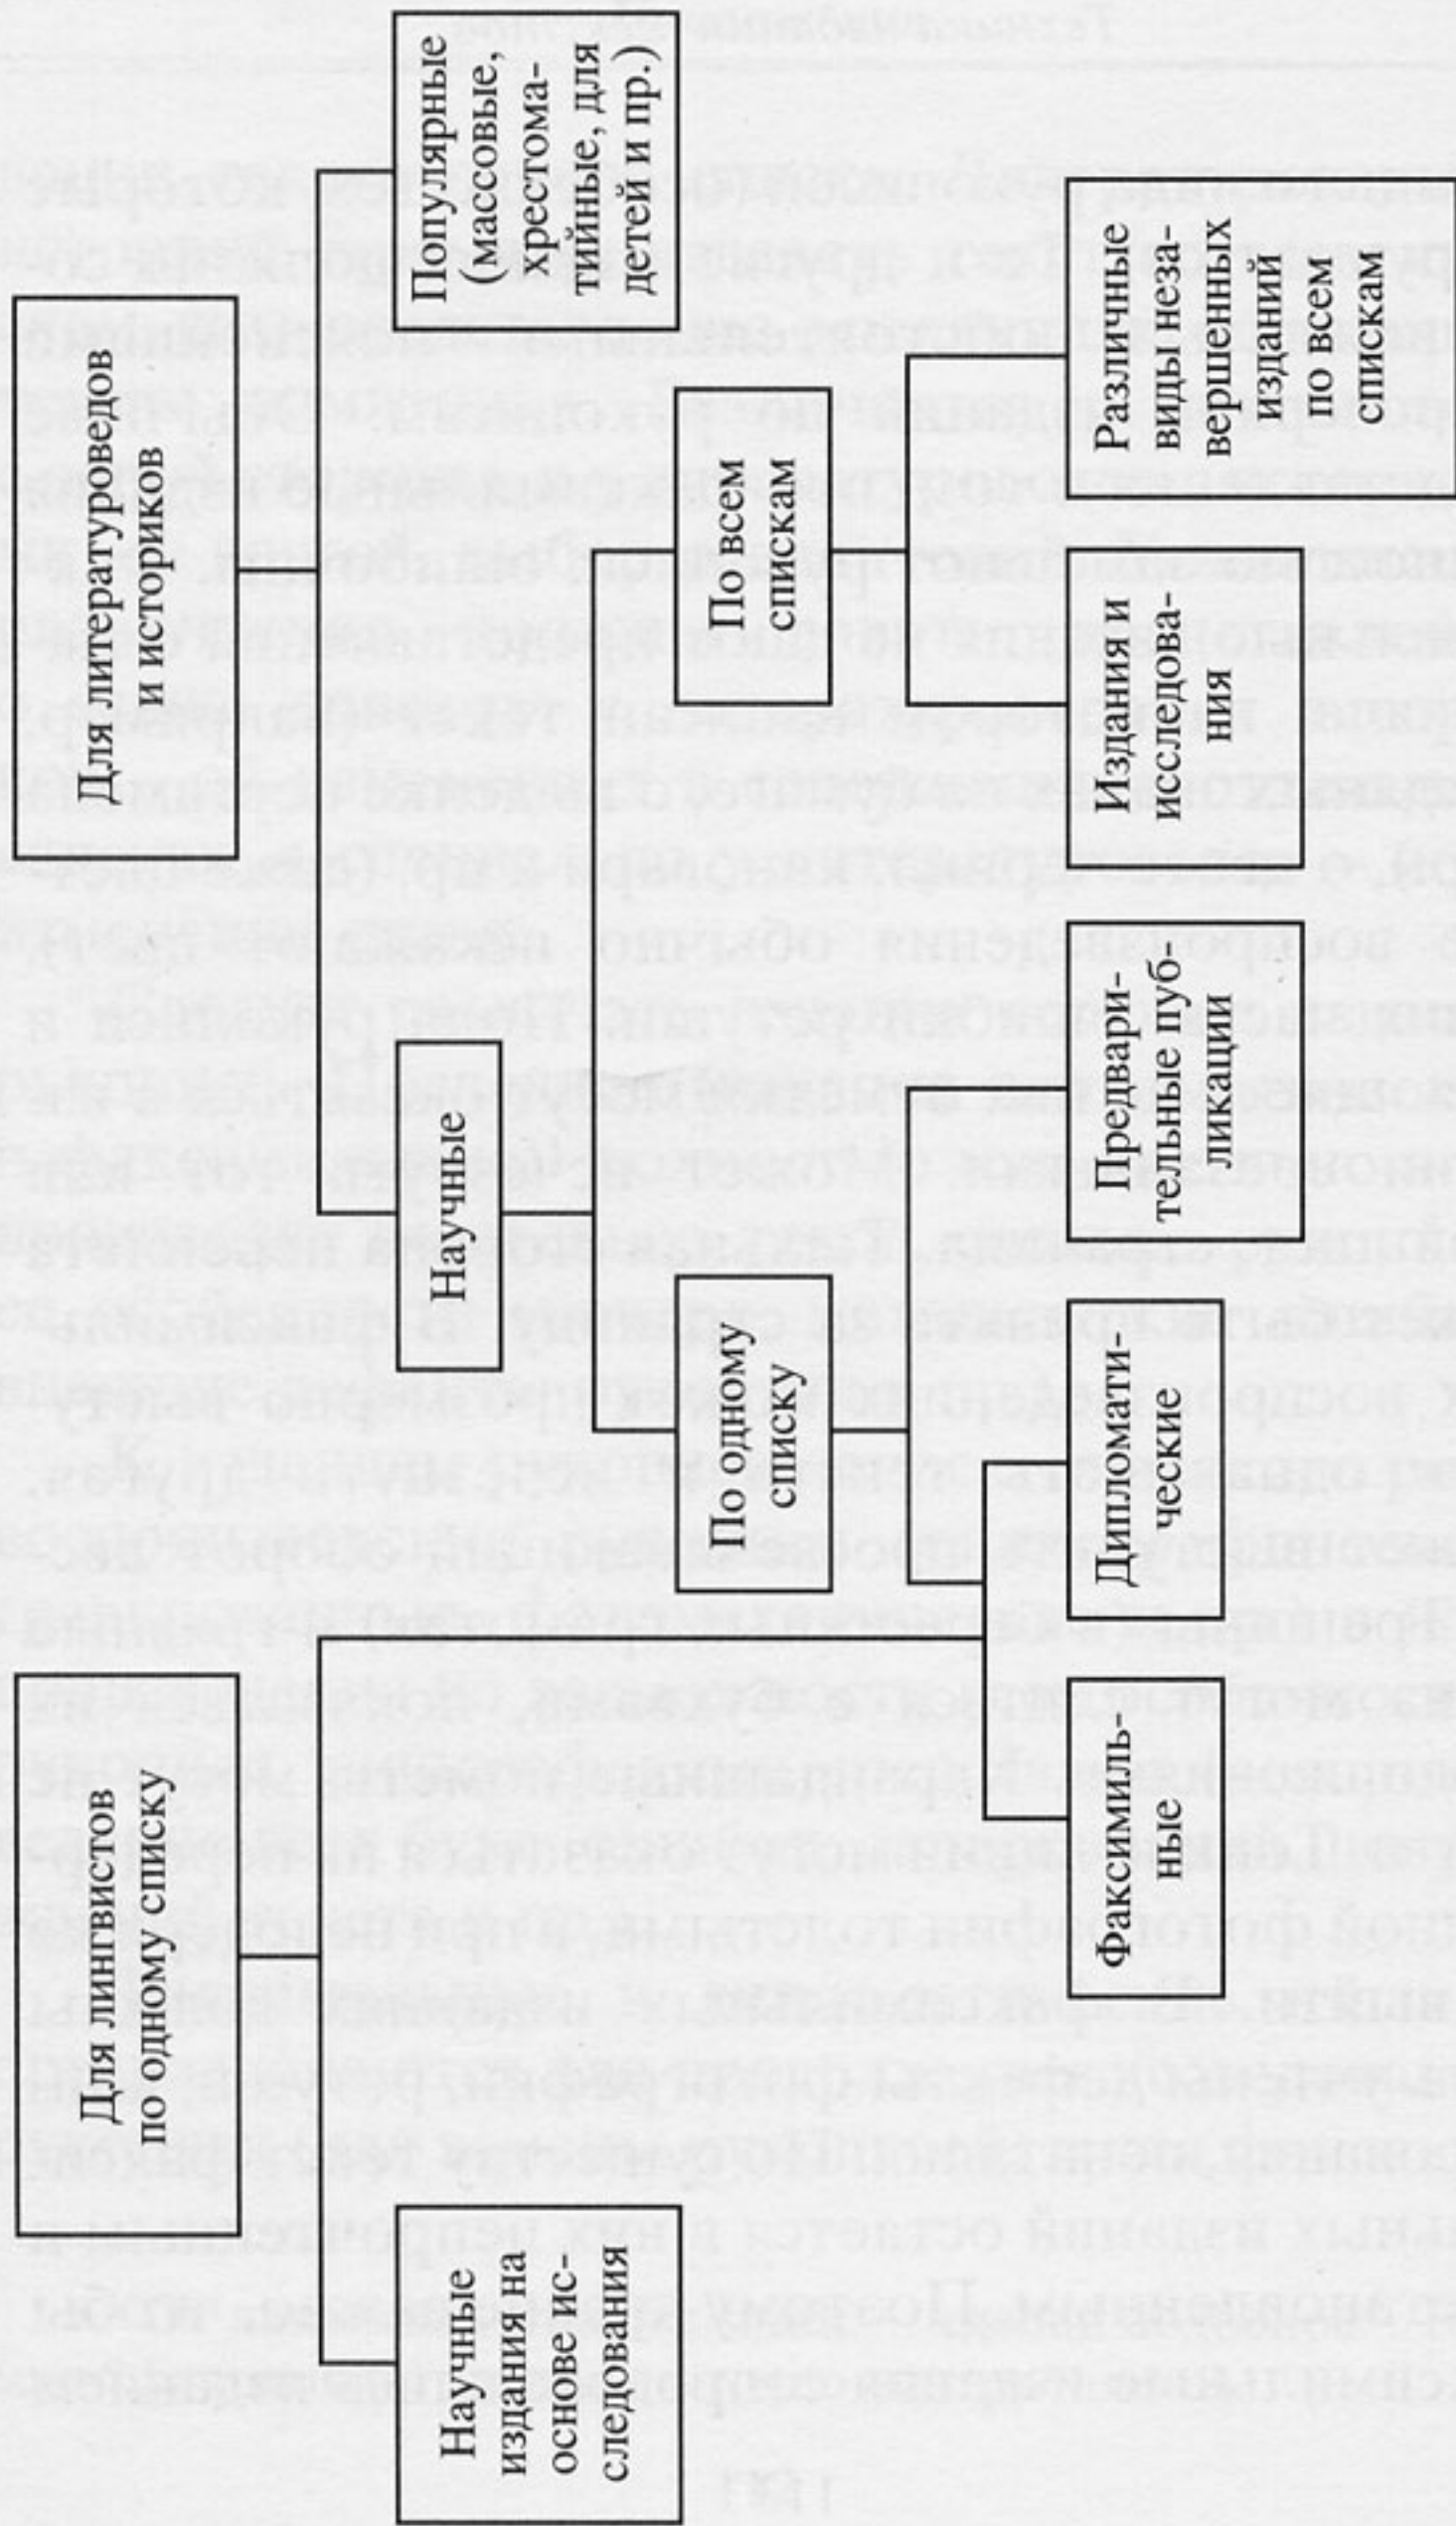 Для лингвистов
по одному списку
Для литературоведов
и историков
Научные
издания на
основе ис-
следования
Научные
Популярные
(массовые,
хрестома-
тийные, для
детей и пр.)
По одному
списку
По всем
спискам
Факсимиль-
ные
Дипломати-
ческие
Предвари-
тельные пуб-
ликации
Издания и
исследова-
ния
Различные
виды неза-
вершенных
изданий
по всем
спискам